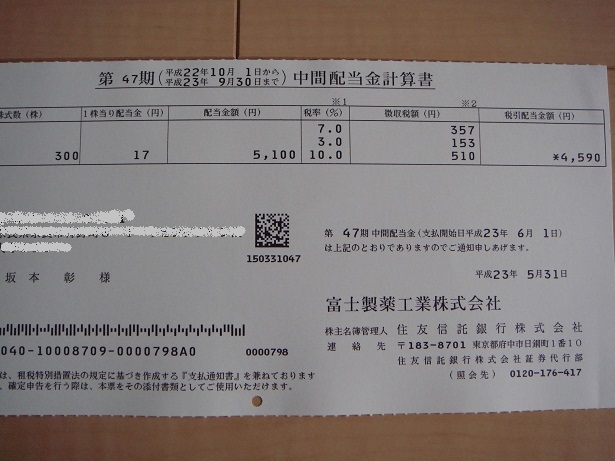 第 47期（平成22年10月 1日から
平成23年 9月30日まで）中間配当金計算書
※1 ※2
株式数（株） 1株当り配当金（円） 配当金額（円） 税率（％） 徴収税額（円） 税引配当金額（円）
7.0 357
3.0 153
300 17 5,100 10.0 510 *4,590
150331047
第 47期 中間配当金（支払開始日平成23年 6月 1日）
は上記のとおりでありますのでご通知申しあげます。
坂本 彰 様
平成23年 5月31日
富士製薬工業株式会社
株主名簿管理人 住友信託銀行株式会社
連絡先 〒183-8701 東京都府中市日鋼町1番10
住友信託銀行株式会社証券代行部
（照会先） 0120-176-417
040-10008709-0000798A0 0000798
は、租税特別措置法の規定に基づき作成する『支払通知書』を兼ねております
、確定申告を行う際は、本票をその添付書類としてご使用いただけます。